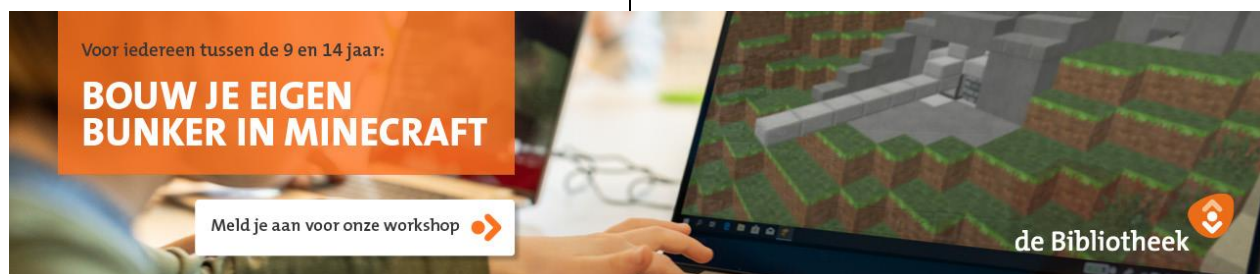 Voor iedereen tussen de 9 en 14 jaar:
BOUW JE EIGEN
BUNKER IN MINECRAFT
Meld je aan voor onze workshop
de Bibliotheek